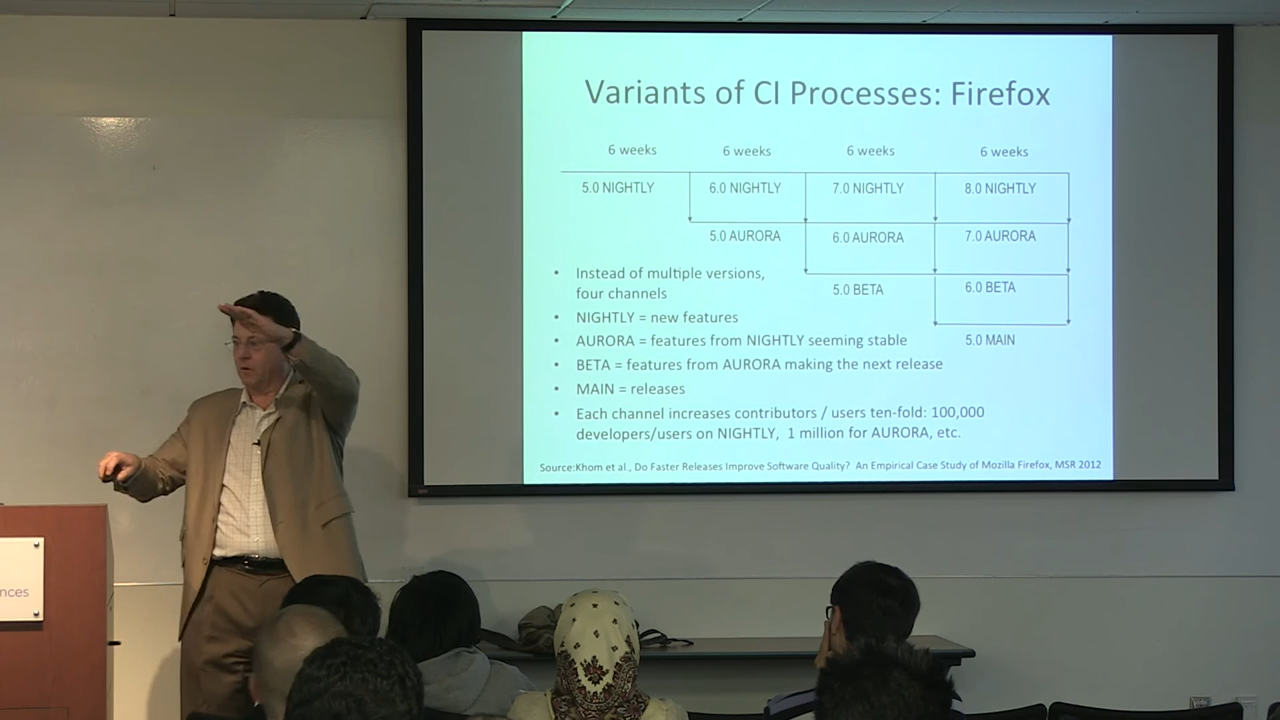 Variants of CI Processes: Firefox
6 weeks 6 weeks 6 weeks 6 weeks
5.0 NIGHTLY 6.0 NIGHTLY 7.0 NIGHTLY 8.0 NIGHTLY
5.0 AURORA 6.0 AURORA 7.0 AURORA
5.0 BETA 6.0 BETA
5.0 MAIN
• Instead of multiple versions,
four channels
• NIGHTLY = new features
• AURORA = features from NIGHTLY seeming stable
• BETA = features from AURORA making the next release
• MAIN = releases
• Each channel increases contributors / users ten-fold: 100,000
developers/users on NIGHTLY, 1 million for AURORA, etc.
Source:Khom et al., Do Faster Releases Improve Software Quality? An Empirical Case Study of Mozilla Firefox, MSR 2012
nces